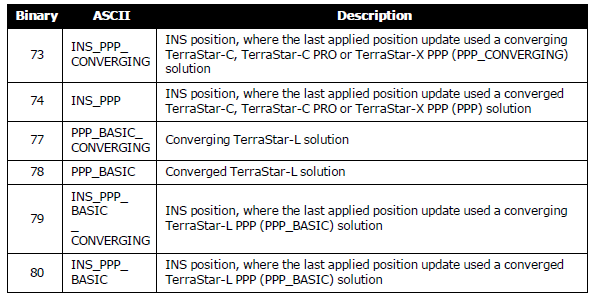 Binary ASCII Description
73 INS_PPP_
CONVERGING INS position, where the last applied position update used a converging
TerraStar-C, TerraStar-C PRO or TerraStar-X PPP (PPP_CONVERGING)
solution
74 INS_PPP INS position, where the last applied position update used a converged
TerraStar-C, TerraStar-C PRO or TerraStar-X PPP (PPP) solution
77 PPP_BASIC_
CONVERGING Converging TerraStar-L solution
78 PPP_BASIC Converged TerraStar-L solution
79 INS_PPP_
BASIC
_
CONVERGING INS position, where the last applied position update used a converging
TerraStar-L PPP (PPP_BASIC) solution
80 INS_PPP_
BASIC INS position, where the last applied position update used a converged
TerraStar-L PPP (PPP_BASIC) solution